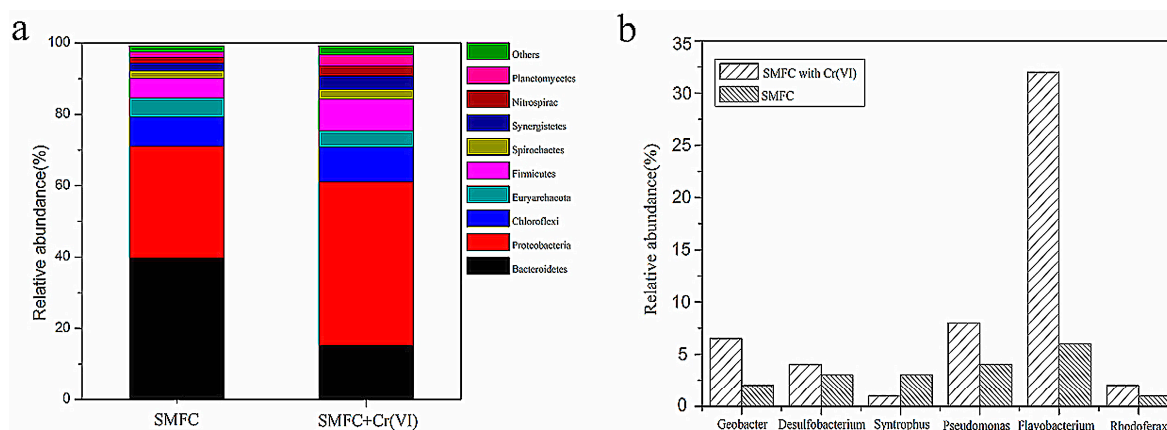 a
Relative abundance(%)
100
80
60
40
20
0
SMFC
SMFC+Cr(VI)
Others
Planctomycetes
Nitrospirac
Synergistetes
Spirochaetes
Firmicutes
Euryarchaota
Chloroflexi
Proteobacteria
Bacteroidetes
b
Relative abundance(%)
35
30
25
20
15
10
5
0
SMFC with Cr(VI)
SMFC
Geobacter
Desulfobacterium
Syntrophus
Pseudomonas
Flavobacterium
Rhodoferax